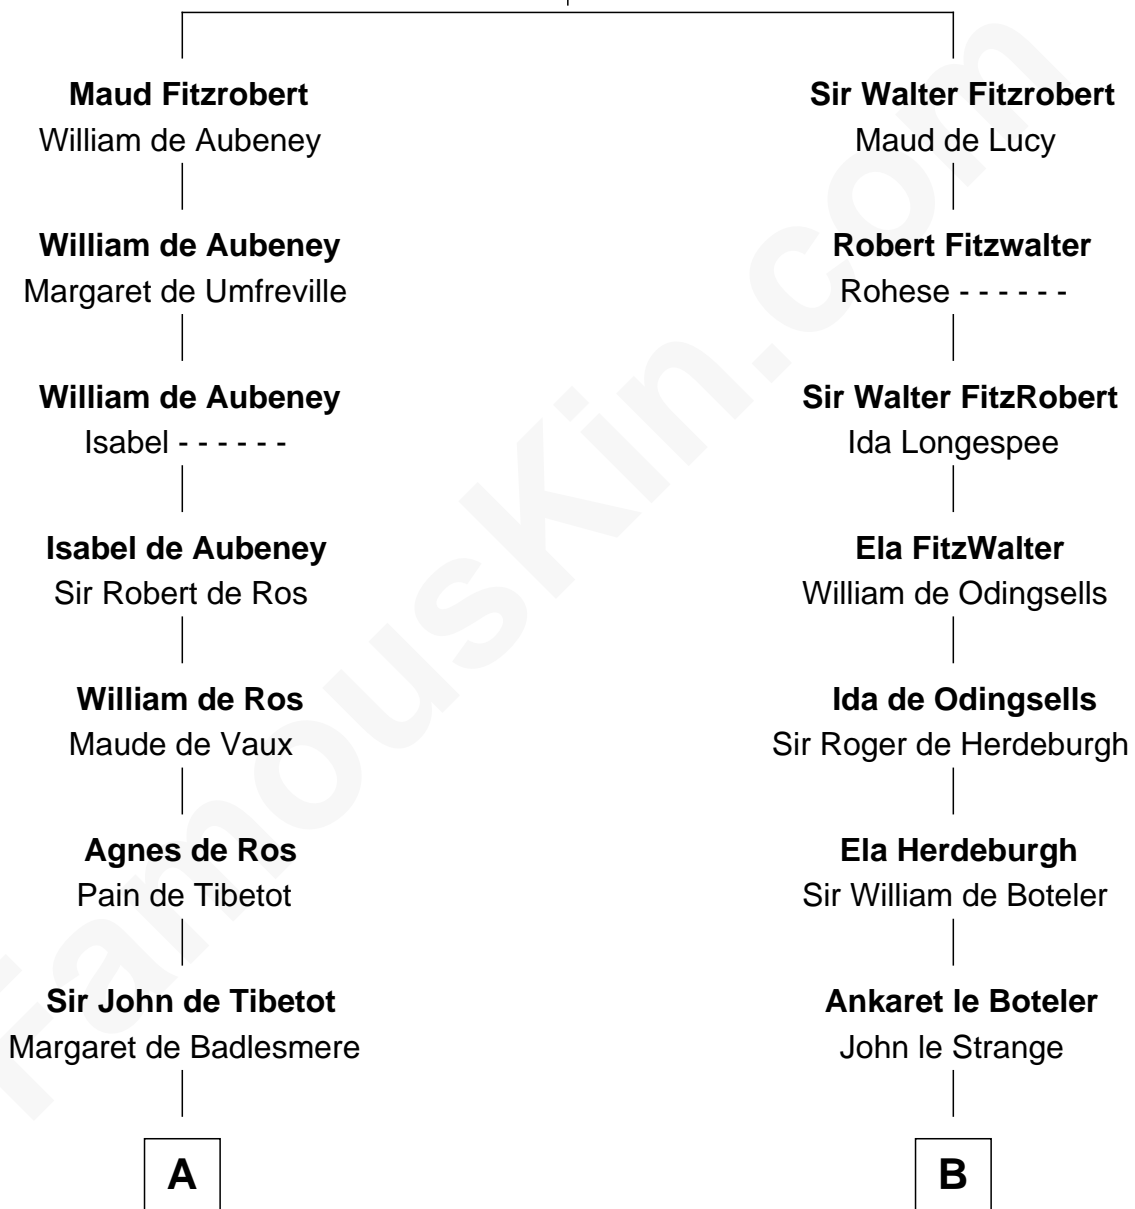 Maud Fitzrobert
William de Aubeney
William de Aubeney
Margaret de Umfreville
William de Aubeney
Isabel - - - - - -
Isabel de Aubeney
Sir Robert de Ros
William de Ros
Maude de Vaux
Agnes de Ros
Pain de Tibetot
Sir John de Tibetot
Margaret de Badlesmere
A
Sir Walter Fitzrobert
Maud de Lucy
Robert Fitzwalter
Rohese - - - - - -
Sir Walter FitzRobert
Ida Longespee
Ela FitzWalter
William de Odingsells
Ida de Odingsells
Sir Roger de Herdeburgh
Ela Herdeburgh
Sir William de Boteler
Ankaret le Boteler
John le Strange
B
FamousKin.com